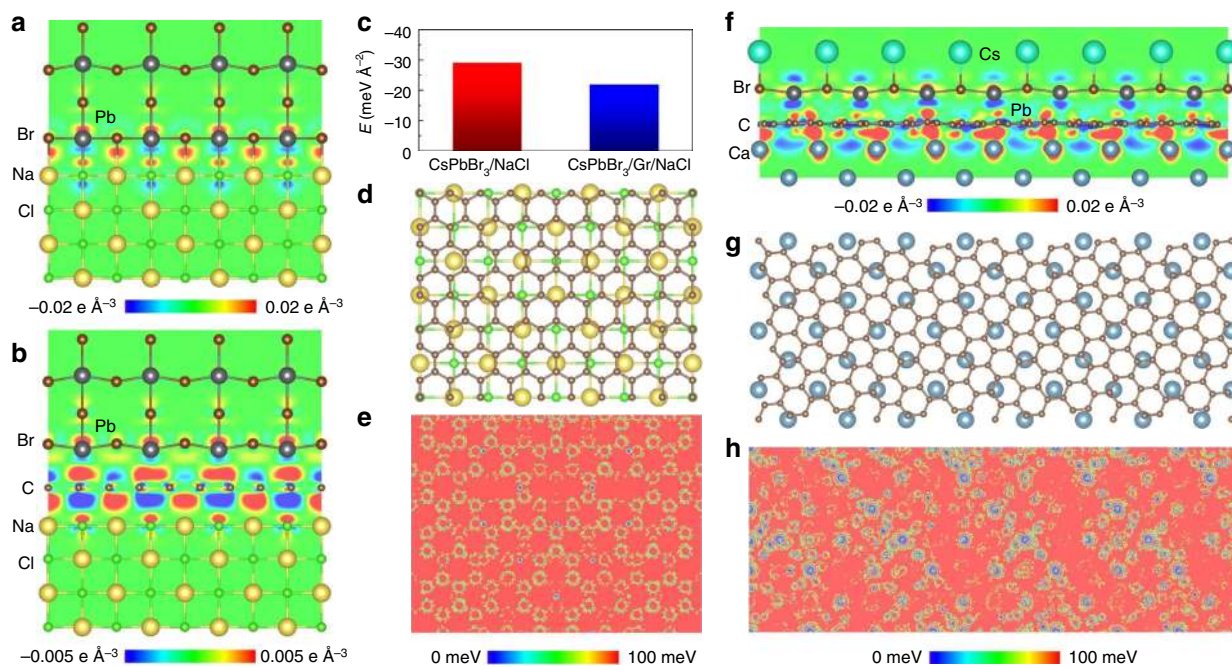 a
Pb
Br
Na
Cl
−0.02 e Å⁻³ 0.02 e Å⁻³
b
Pb
Br
C
Na
Cl
−0.005 e Å⁻³ 0.005 e Å⁻³
c
−40
−30
−20
−10
0
E (meV Å⁻²)
CsPbBr₃/NaCl CsPbBr₃/Gr/NaCl
d
e
0 meV 100 meV
f
Cs
Br
Pb
C
Ca
−0.02 e Å⁻³ 0.02 e Å⁻³
g
h
0 meV 100 meV